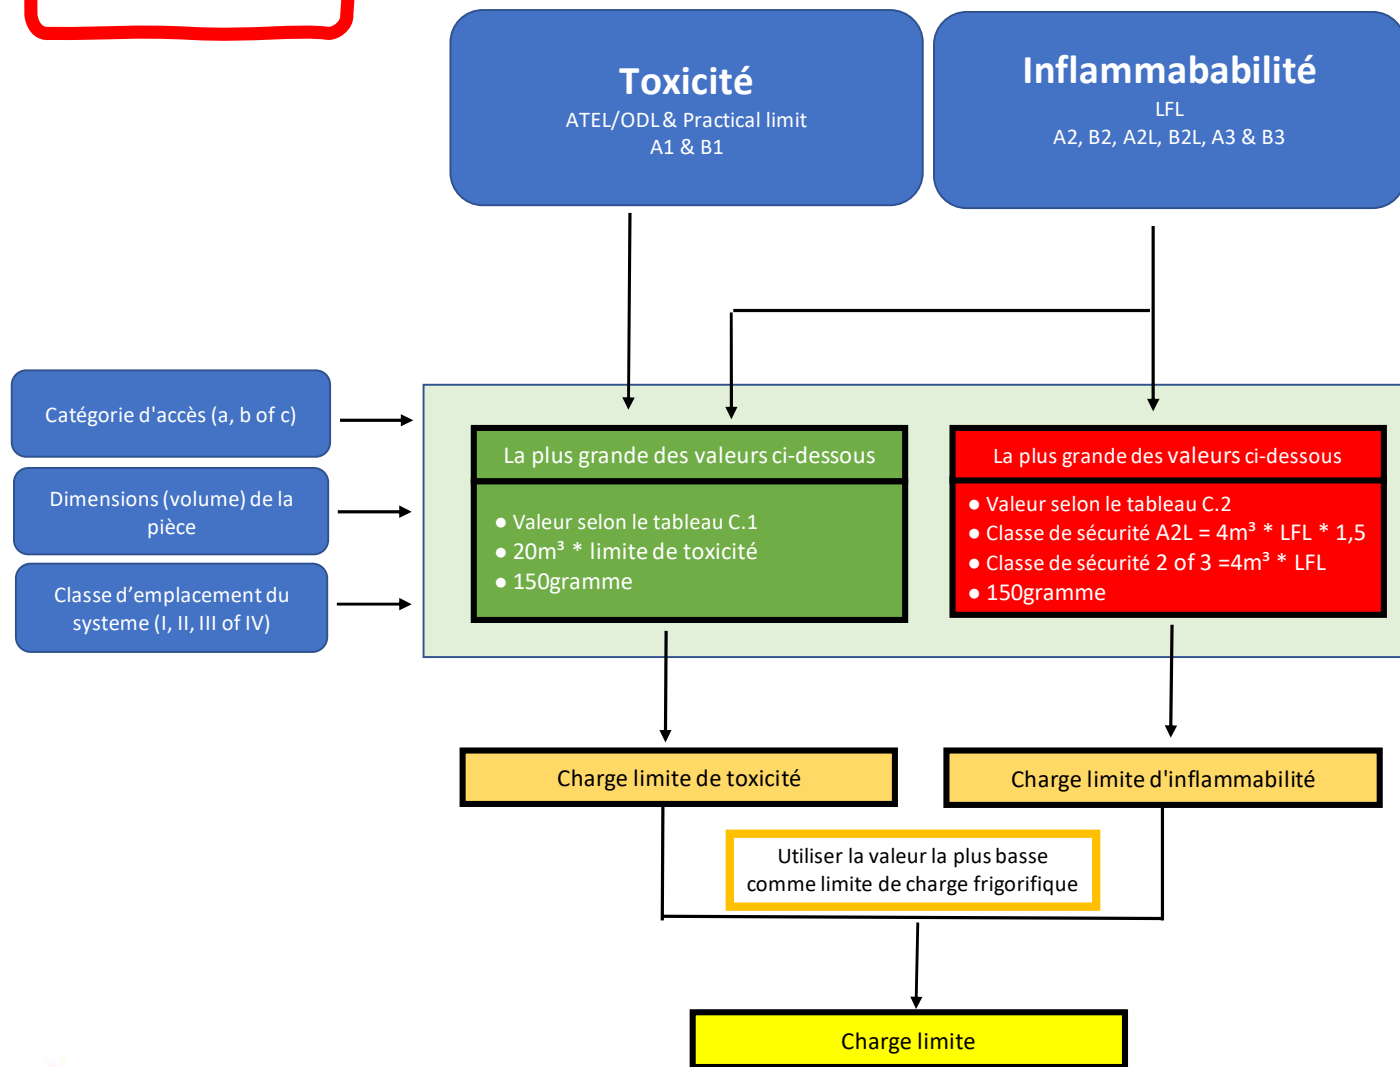 Toxicité
ATEL/ODL & Practical limit
A1 & B1
Inflammababilité
LFL
A2, B2, A2L, B2L, A3 & B3
Catégorie d'accès (a, b of c)
Dimensions (volume) de la
pièce
Classe d’emplacement du
systeme (I, II, III of IV)
La plus grande des valeurs ci-dessous
● Valeur selon le tableau C.1
● 20m³ * limite de toxicité
● 150gramme
La plus grande des valeurs ci-dessous
● Valeur selon le tableau C.2
● Classe de sécurité A2L = 4m³ * LFL * 1,5
● Classe de sécurité 2 of 3 =4m³ * LFL
● 150gramme
Charge limite de toxicité
Charge limite d'inflammabilité
Utiliser la valeur la plus basse
comme limite de charge frigorifique
Charge limite